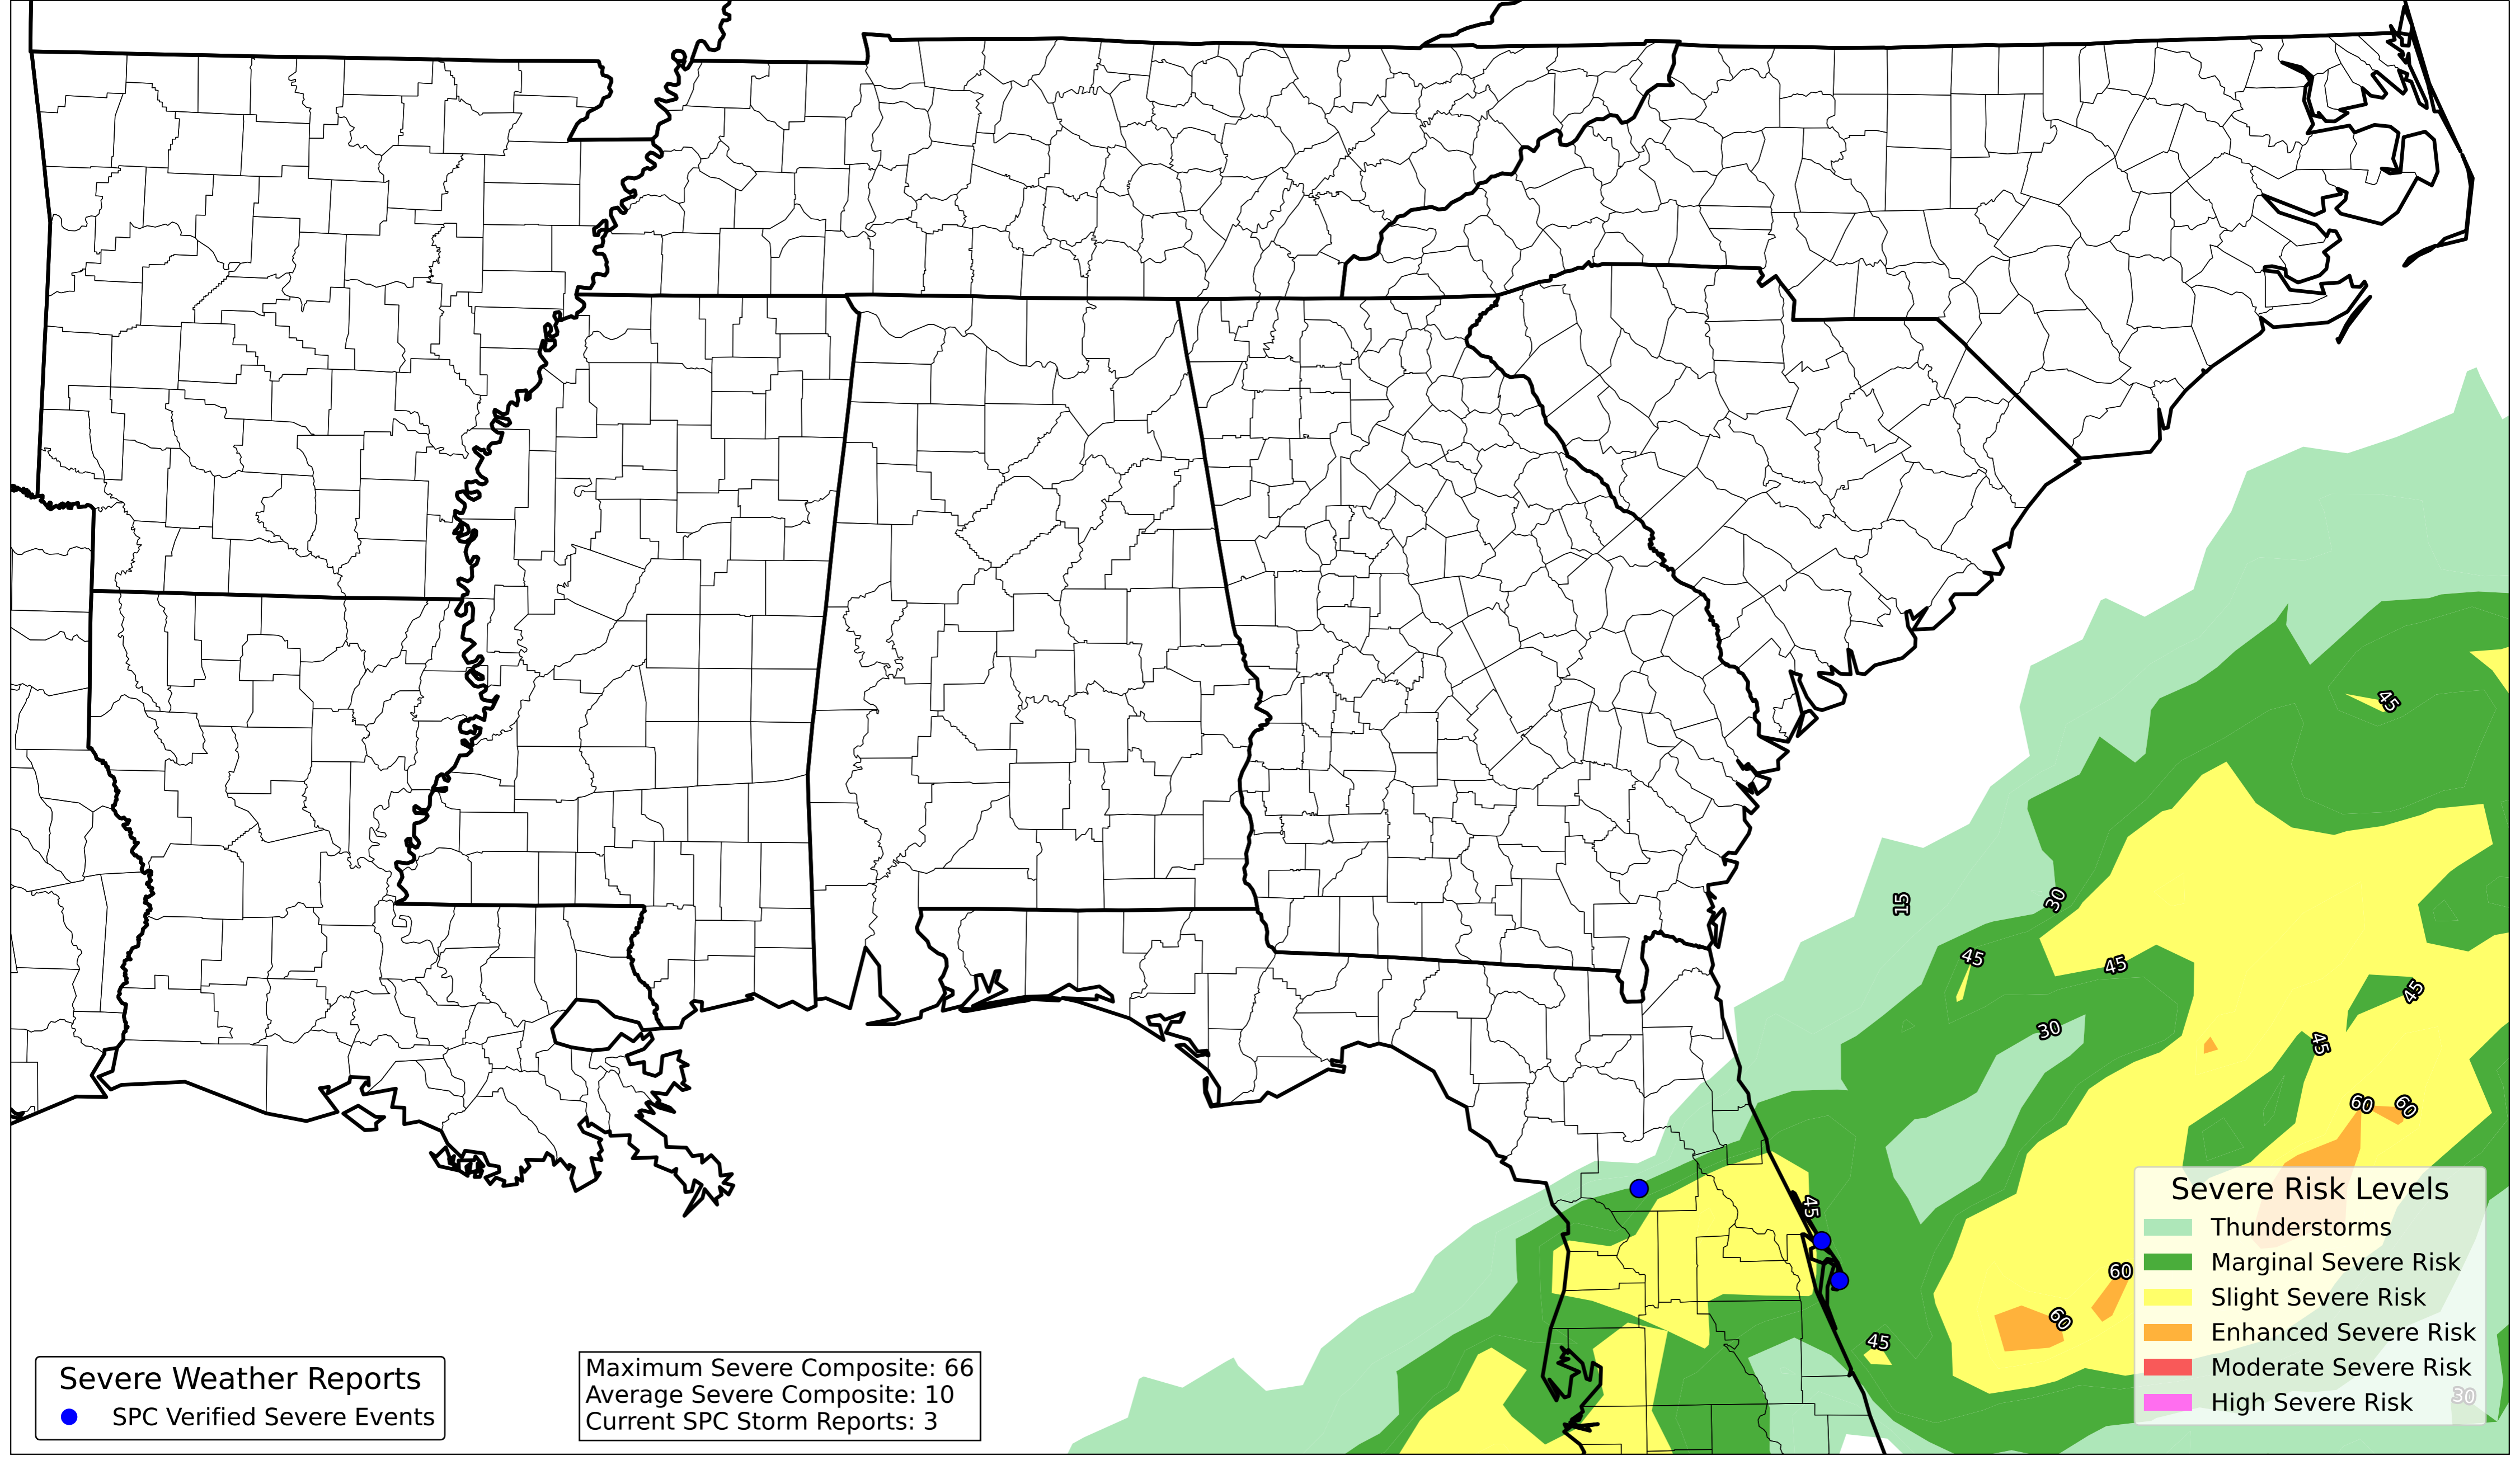 45
15
30
45
45
45
30
45
60
60
45
60
60
45
30
Severe Risk Levels
Thunderstorms
Marginal Severe Risk
Slight Severe Risk
Enhanced Severe Risk
Moderate Severe Risk
High Severe Risk
Severe Weather Reports
SPC Verified Severe Events
Maximum Severe Composite: 66
Average Severe Composite: 10
Current SPC Storm Reports: 3